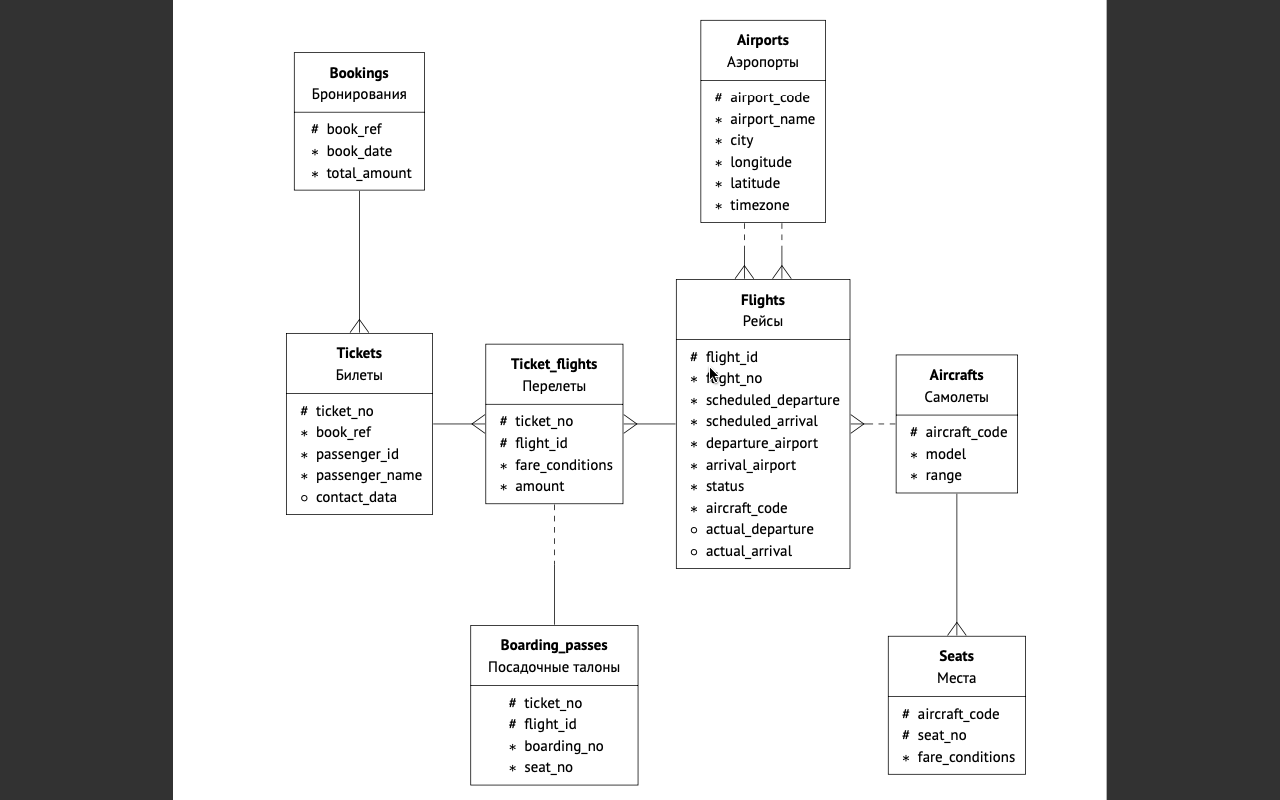 Bookings
Бронирования
# book_ref
* book_date
* total_amount
Airports
Аэропорты
# airport_code
* airport_name
* city
* longitude
* latitude
* timezone
Tickets
Билеты
# ticket_no
* book_ref
* passenger_id
* passenger_name
o contact_data
Ticket_flights
Перелеты
# ticket_no
# flight_id
* fare_conditions
* amount
Flights
Рейсы
# flight_id
* flight_no
* scheduled_departure
* scheduled_arrival
* departure_airport
* arrival_airport
* status
* aircraft_code
o actual_departure
o actual_arrival
Aircrafts
Самолеты
# aircraft_code
* model
* range
Boarding_passes
Посадочные талоны
# ticket_no
# flight_id
* boarding_no
* seat_no
Seats
Места
# aircraft_code
# seat_no
* fare_conditions